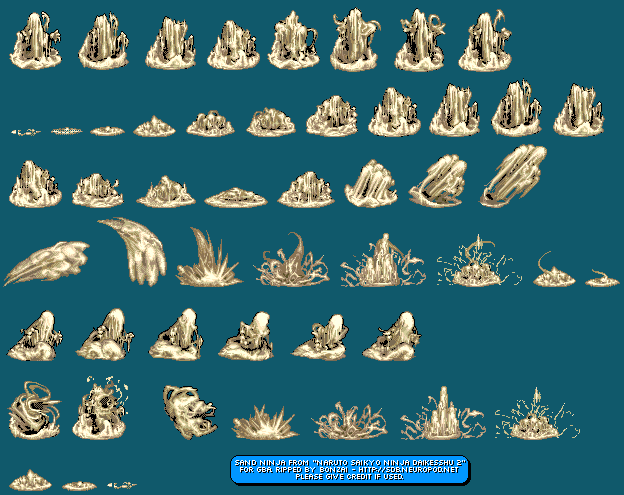 SAND NINJA FROM "NARUTO SAIKYO NINJA DAIKESSHU 2"
FOR GBA. RIPPED BY BONZAI - HTTP://SDB.NEUROPOD.NET
PLEASE GIVE CREDIT IF USED.